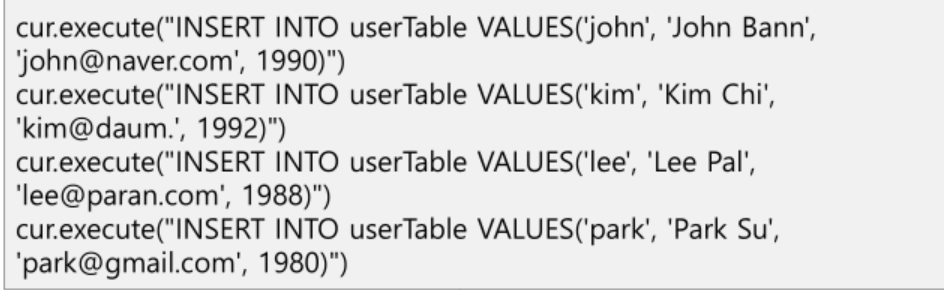 cur.execute("INSERT INTO userTable VALUES('john', 'John Bann',
'john@naver.com', 1990)")
cur.execute("INSERT INTO userTable VALUES('kim', 'Kim Chi',
'kim@daum.', 1992)")
cur.execute("INSERT INTO userTable VALUES('lee', 'Lee Pal',
'lee@paran.com', 1988)")
cur.execute("INSERT INTO userTable VALUES('park', 'Park Su',
'park@gmail.com', 1980)")